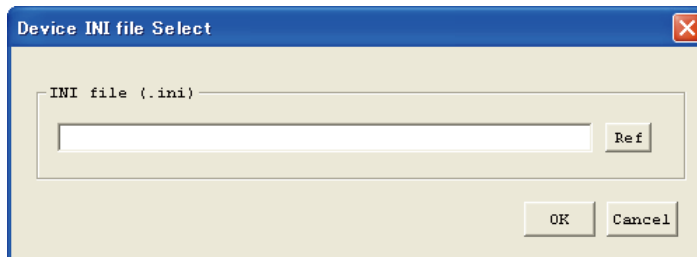 Device INI file Select
INI file (.ini)
Ref
OK
Cancel